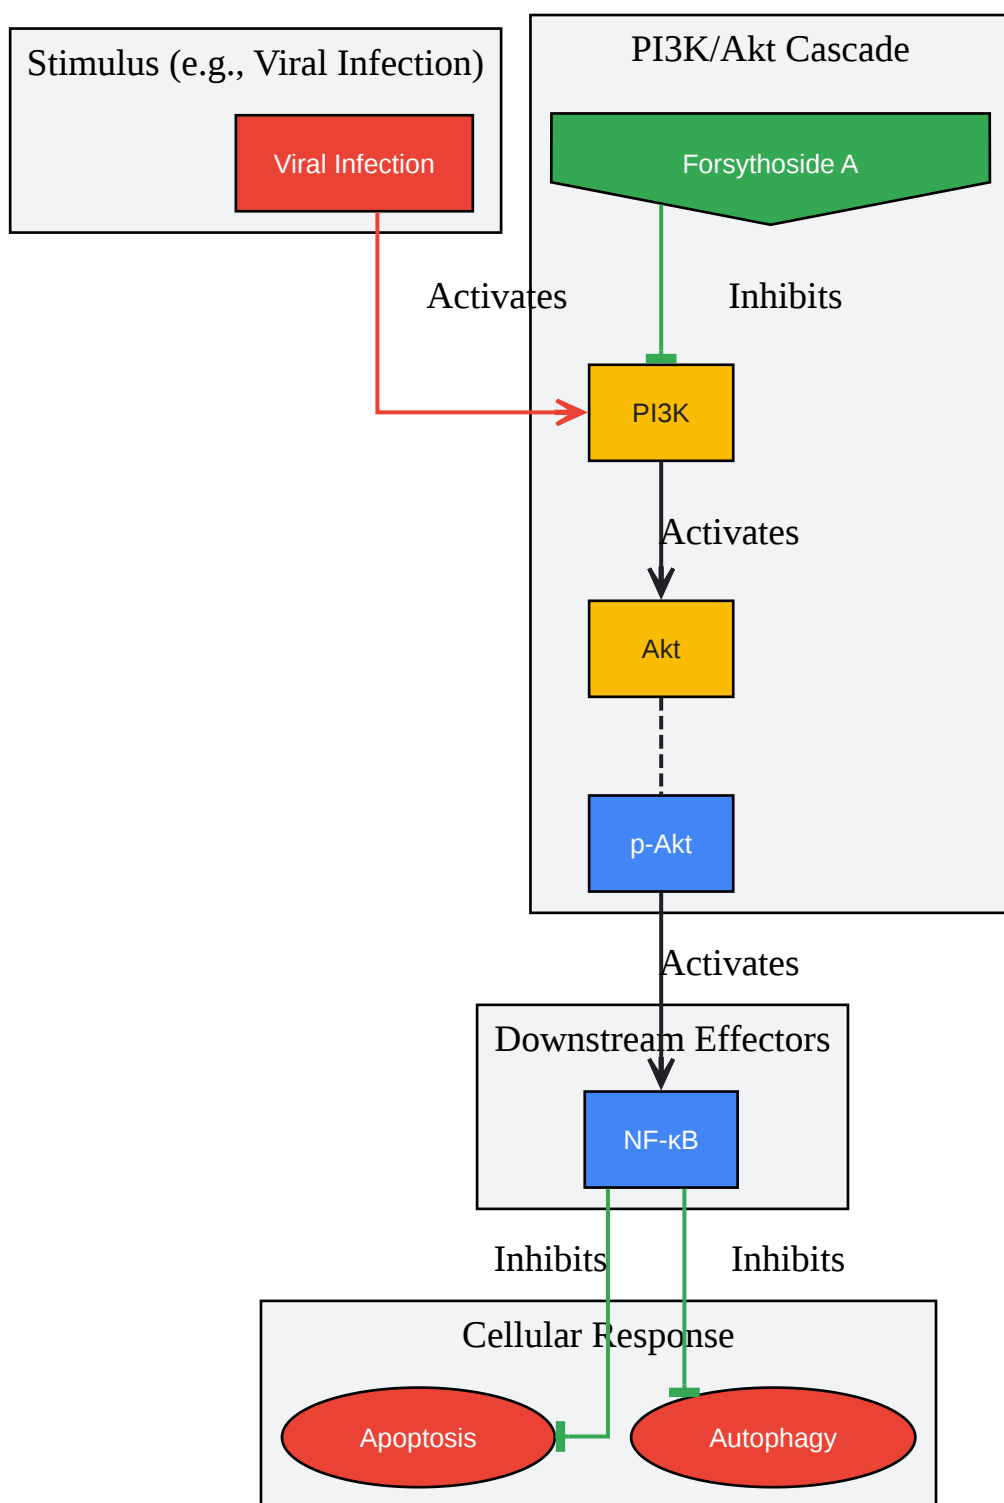 Stimulus (e.g., Viral Infection)
PI3K/Akt Cascade
Viral Infection
Forsythoside A
Activates
Inhibits
PI3K
Activates
Akt
p-Akt
Activates
Downstream Effectors
NF-κB
Inhibits
Inhibits
Cellular Response
Apoptosis
Autophagy